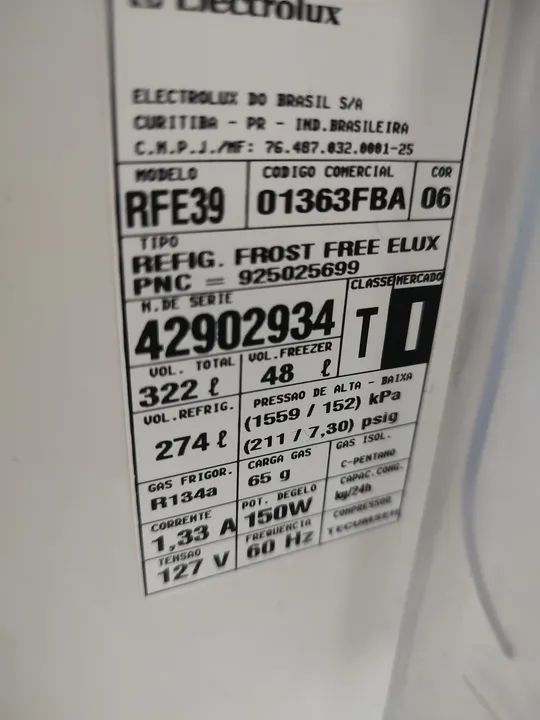 Electrolux
ELECTROLUX DO BRASIL S/A
CURITIBA - PR - IND.BRASILEIRA
C.N.P.J./MF: 76.487.032.0001-25
MODELO
RFE39
CODIGO COMERCIAL
01363FBA
COR
06
TIPO
REFIG. FROST FREE ELUX
PNC = 925025699
N.DE SERIE
42902934
CLASSE
T
MERCADO
I
VOL. TOTAL
322 ℓ
VOL.FREEZER
48 ℓ
VOL.REFRIG.
274 ℓ
PRESSAO DE ALTA - BAIXA
(1559 / 152) kPa
(211 / 7,30) psig
GAS FRIGOR.
R134a
CARGA GAS
65 g
GAS ISOL.
C-PENTANO
CORRENTE
1,33 A
POT. DEGELO
150W
CAPAC.CONG.
kg/24h
TENSAO
127 V
FREQUENCIA
60 Hz
COMPRESSOR
TECUMSEH